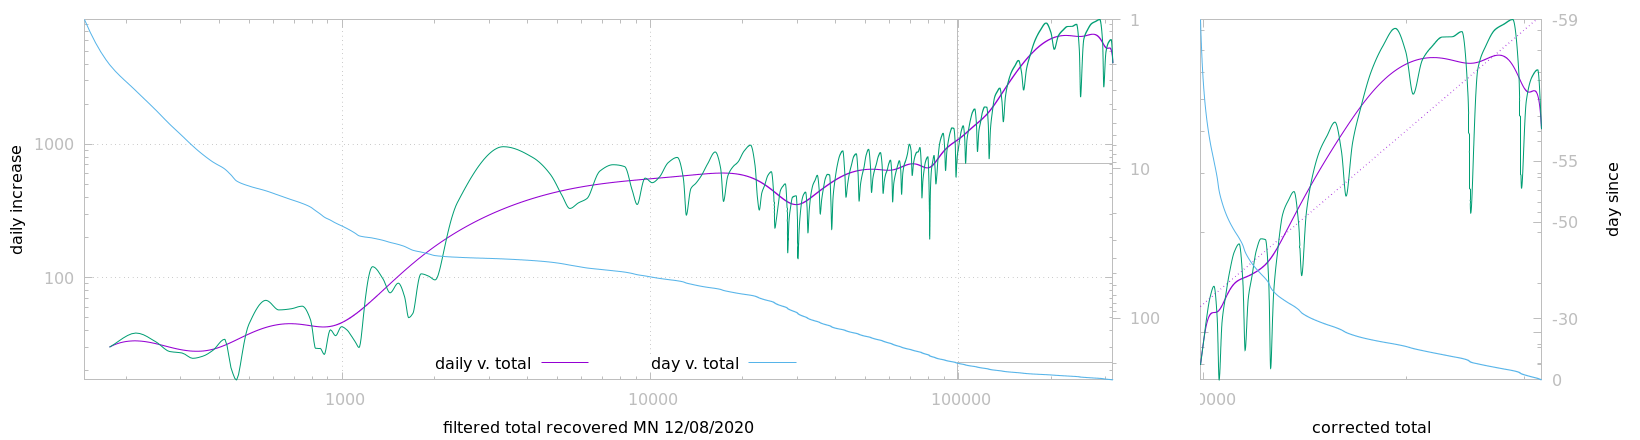 daily increase
1000
100
daily v. total
day v. total
1000
10000
100000
filtered total recovered MN 12/08/2020
1
10
100
-59
-55
-50
-30
0
day since
0000
corrected total